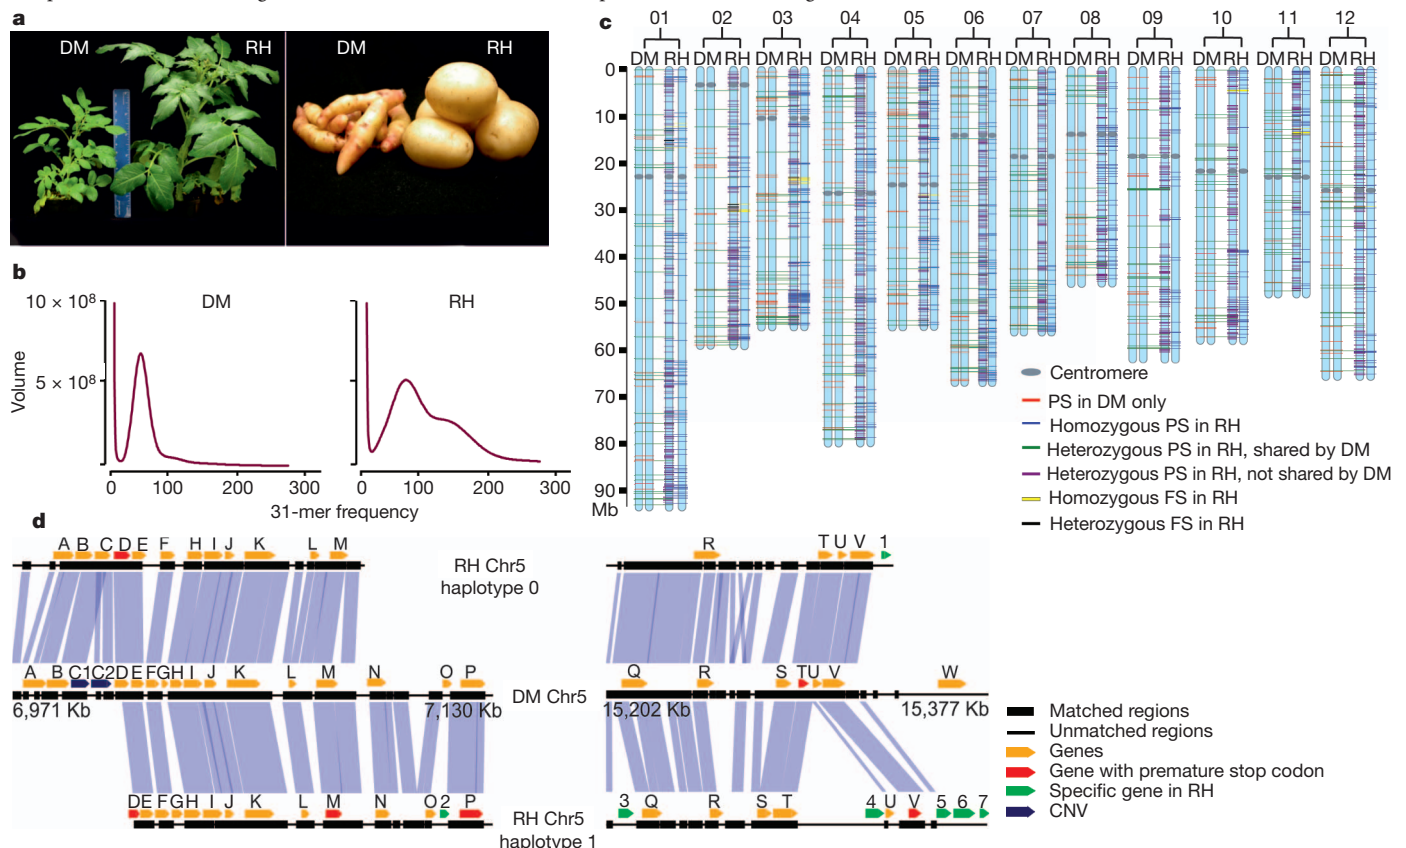 a
DM RH DM RH
b
10 × 10⁸
5 × 10⁸
Volume
DM RH
0 100 200 300 0 100 200 300
31-mer frequency
c
01 02 03 04 05 06 07 08 09 10 11 12
DM RH DM RH DM RH DM RH DM RH DM RH DM RH DM RH DM RH DM RH DM RH DM RH
0
10
20
30
40
50
60
70
80
90
Mb
Centromere
PS in DM only
Homozygous PS in RH
Heterozygous PS in RH, shared by DM
Heterozygous PS in RH, not shared by DM
Homozygous FS in RH
Heterozygous FS in RH
d
A B C D E F H I J K L M
RH Chr5
haplotype 0
R T U V 1
A B C1 C2 D E F G H I J K L M N O P
DM Chr5
6,971 Kb 7,130 Kb
Q R S T U V W
15,202 Kb 15,377 Kb
D E F G H I J K L M N O 2 P
RH Chr5
haplotype 1
3 Q R S T 4 U V 5 6 7
Matched regions
Unmatched regions
Genes
Gene with premature stop codon
Specific gene in RH
CNV